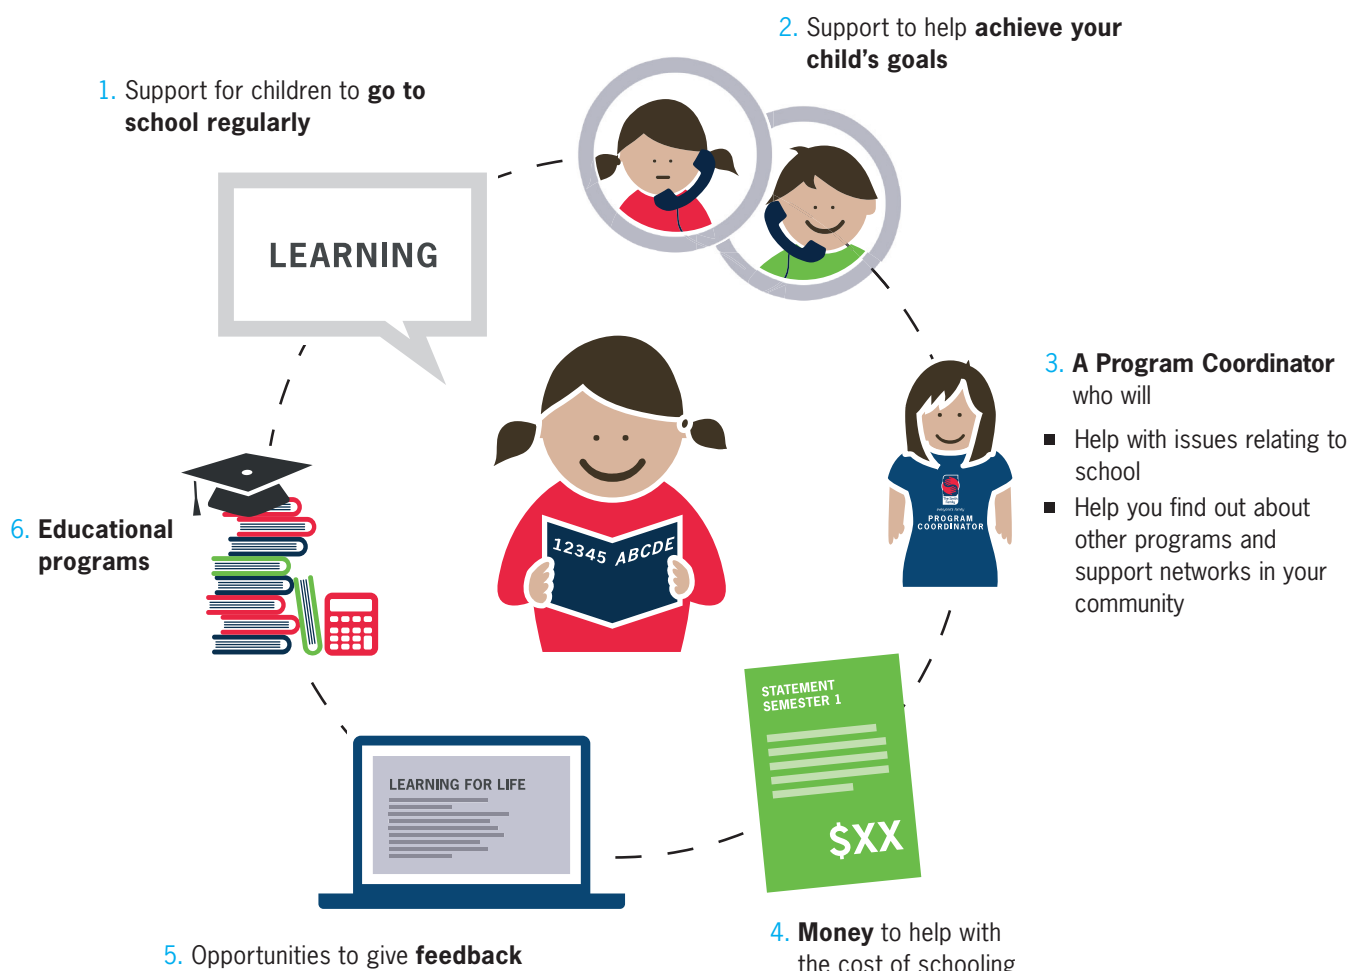 1. Support for children to go to
school regularly
2. Support to help achieve your
child’s goals
LEARNING
3. A Program Coordinator
who will
■ Help with issues relating to
school
■ Help you find out about
other programs and
support networks in your
community
PROGRAM
COORDINATOR
12345 ABCDE
6. Educational
programs
STATEMENT
SEMESTER 1
$XX
LEARNING FOR LIFE
5. Opportunities to give feedback
4. Money to help with
the cost of schooling